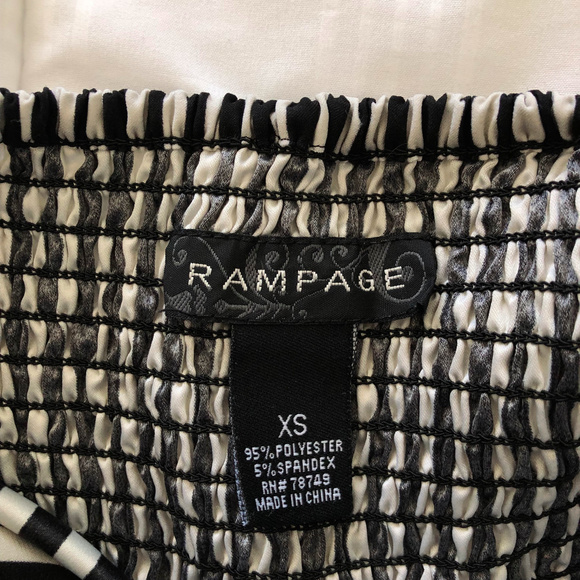 RAMPAGE
XS
95% POLYESTER
5% SPANDEX
RN# 78749
MADE IN CHINA